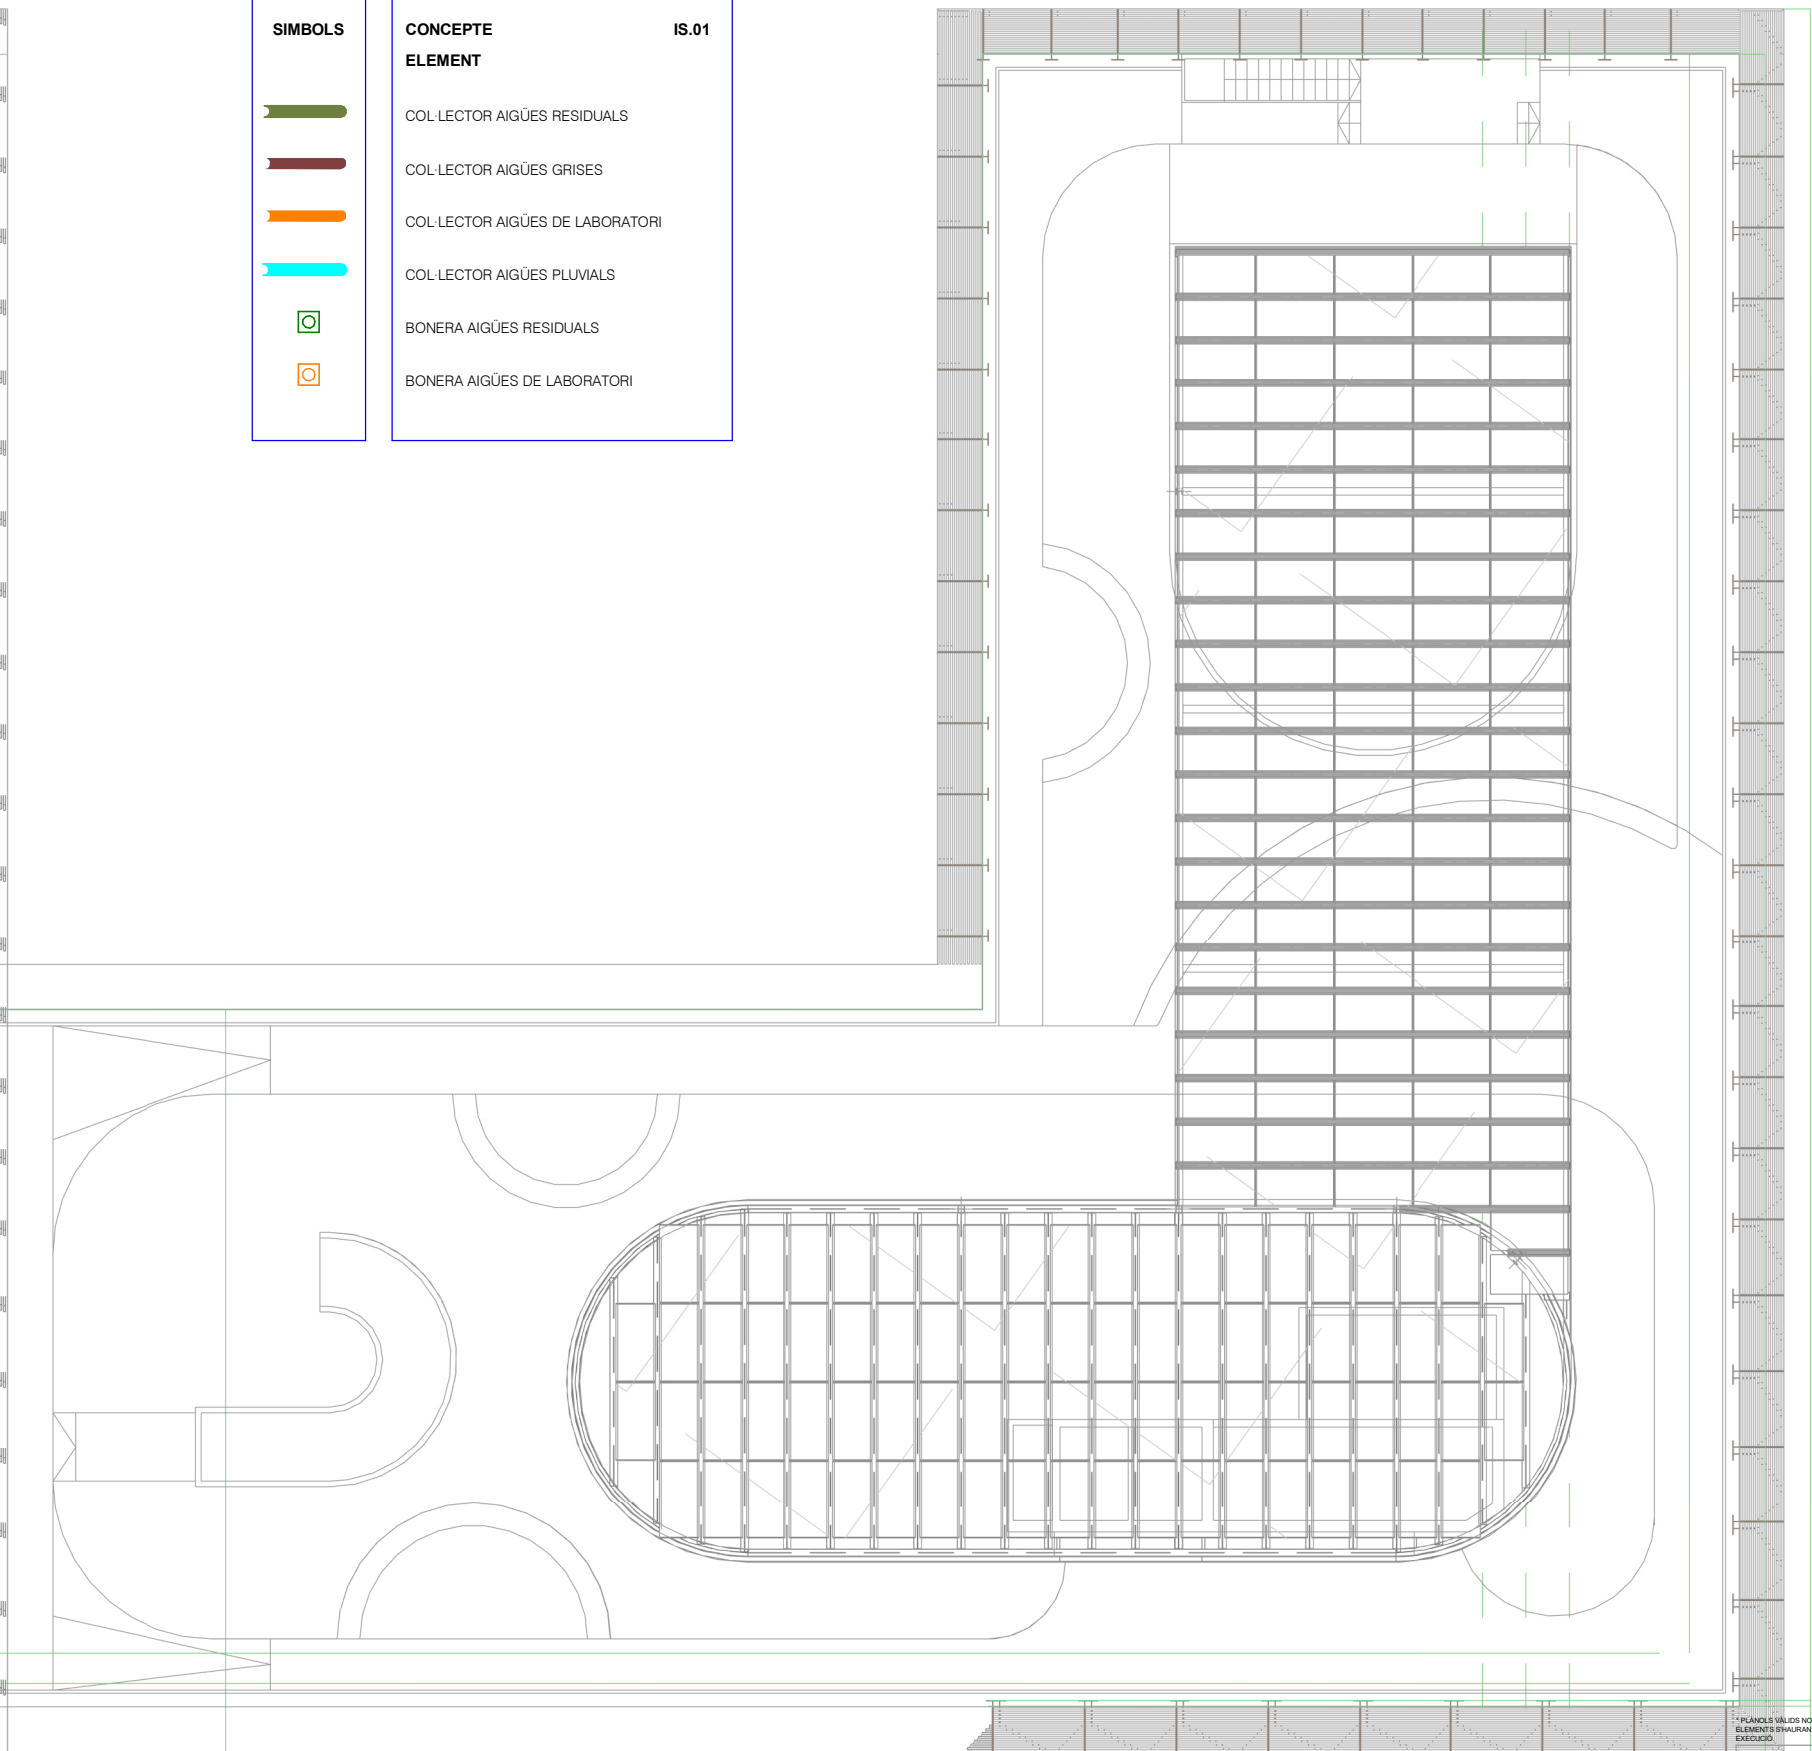 SIMBOLS
CONCEPTE IS.01
ELEMENT
COL·LECTOR AIGÜES RESIDUALS
COL·LECTOR AIGÜES GRISES
COL·LECTOR AIGÜES DE LABORATORI
COL·LECTOR AIGÜES PLUVIALS
BONERA AIGÜES RESIDUALS
BONERA AIGÜES DE LABORATORI
* PLÀNOLS VÀLIDS NO
ELEMENTS S'HAURAN
EXECUCIÓ